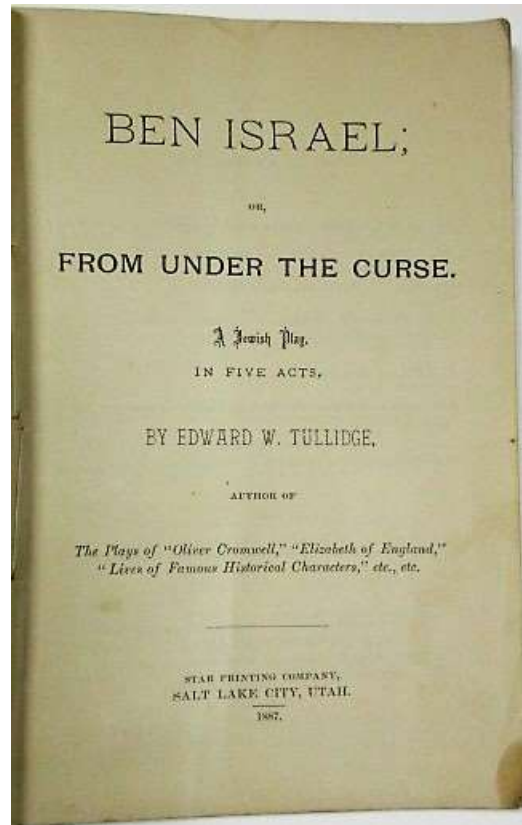 BEN ISRAEL;
OR,
FROM UNDER THE CURSE.
A Jewish Play.
IN FIVE ACTS,
BY EDWARD W. TULLIDGE,
AUTHOR OF
The Plays of "Oliver Cromwell," "Elizabeth of England,"
"Lives of Famous Historical Characters," etc., etc.
STAR PRINTING COMPANY,
SALT LAKE CITY, UTAH.
1887.